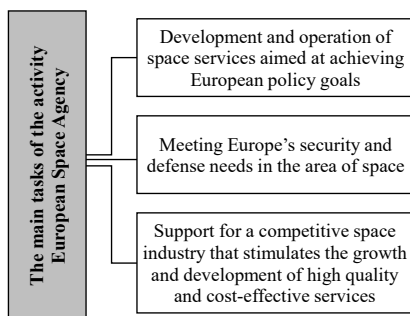 The main tasks of the activity
European Space Agency
Development and operation of
space services aimed at achieving
European policy goals
Meeting Europe’s security and
defense needs in the area of space
Support for a competitive space
industry that stimulates the growth
and development of high quality
and cost-effective services